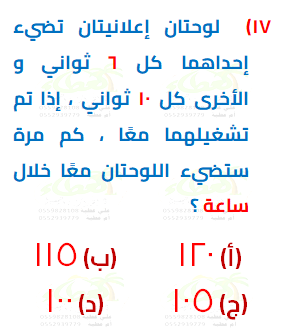 ١٧) لوحتان إعلانيتان تضيء
إحداهما كل ٦ ثواني و
الأخرى كل ١٠ ثواني ، إذا تم
تشغيلهما معًا ، كم مرة
ستضيء اللوحتان معًا خلال
ساعة ؟
(أ) ١٢٠ (ب) ١١٥
(ج) ١٠٥ (د) ١٠٠